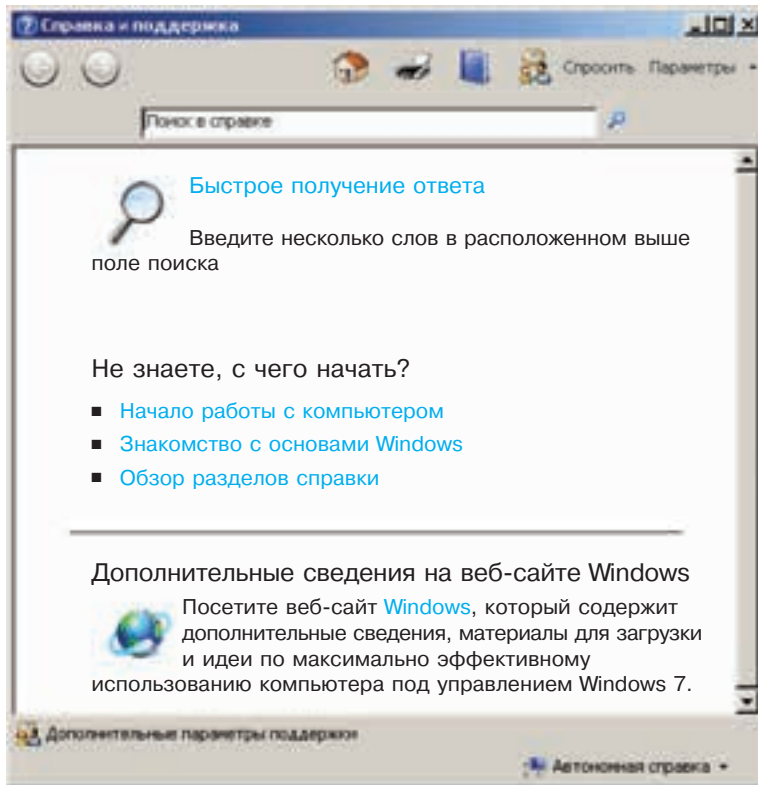 Справка и поддержка
Спросить Параметры
Поиск в справке
Быстрое получение ответа
Введите несколько слов в расположенном выше
поле поиска
Не знаете, с чего начать?
Начало работы с компьютером
Знакомство с основами Windows
Обзор разделов справки
Дополнительные сведения на веб-сайте Windows
Посетите веб-сайт Windows, который содержит
дополнительные сведения, материалы для загрузки
и идеи по максимально эффективному
использованию компьютера под управлением Windows 7.
Дополнительные параметры поддержки
Автономная справка